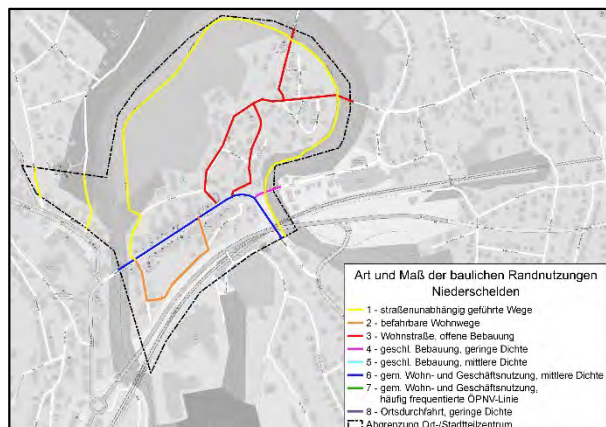 Art und Maß der baulichen Randnutzungen
Niederschelden
1 - straßenunabhängig geführte Wege
2 - befahrbare Wohnwege
3 - Wohnstraße, offene Bebauung
4 - geschl. Bebauung, geringe Dichte
5 - geschl. Bebauung, mittlere Dichte
6 - gem. Wohn- und Geschäftsnutzung, mittlere Dichte
7 - gem. Wohn- und Geschäftsnutzung,
häufig frequentierte ÖPNV-Linie
8 - Ortsdurchfahrt, geringe Dichte
Abgrenzung Ort-/Stadtteilzentrum